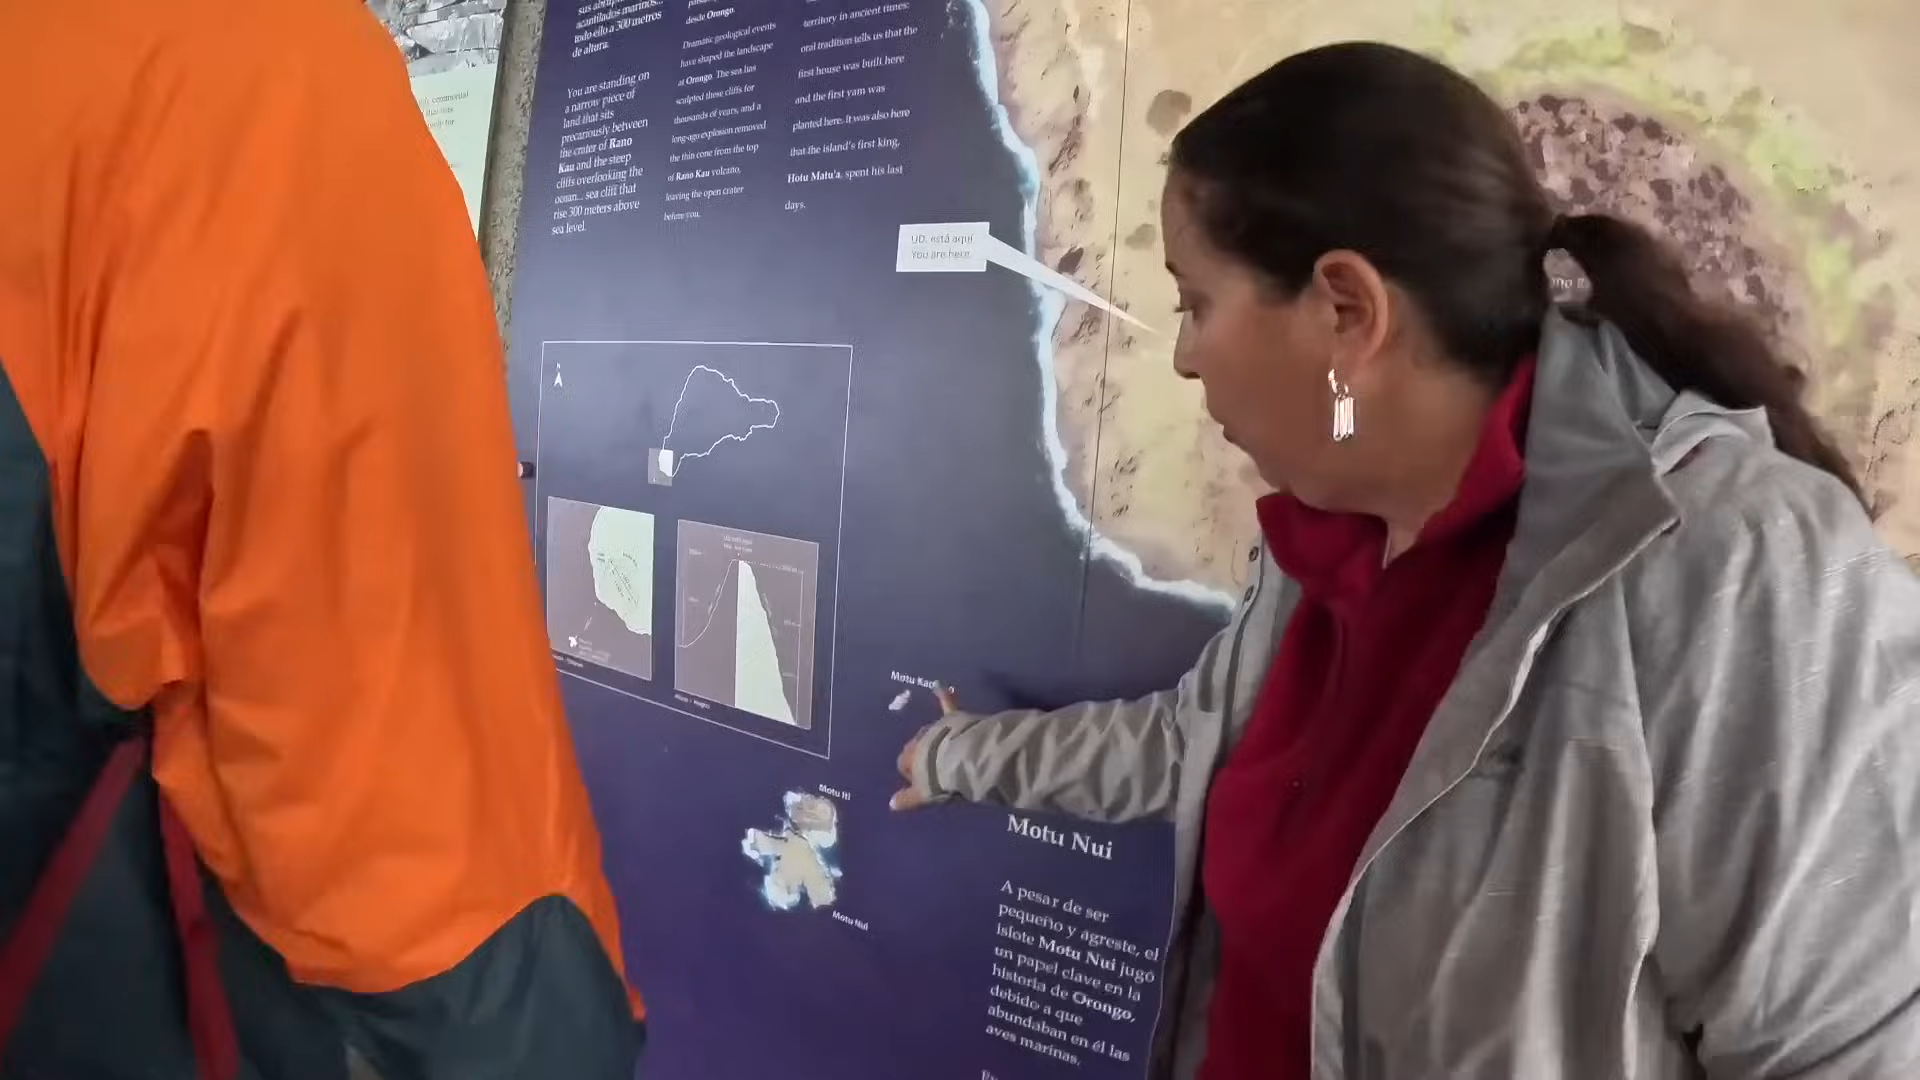 sus abruptos
acantilados marinos...
todo ello a 300 metros
de altura.
You are standing on
a narrow piece of
land that sits
precariously between
the crater of Rano
Kau and the steep
cliffs overlooking the
ocean... sea cliff that
rise 300 meters above
sea level.
desde Orongo.
Dramatic geological events
have shaped the landscape
at Orongo. The sea has
sculpted these cliffs for
thousands of years, and a
long-ago explosion removed
the thin cone from the top
of Rano Kau volcano,
leaving the open crater
before you.
territory in ancient times:
oral tradition tells us that the
first house was built here
and the first yam was
planted here. It was also here
that the island's first king,
Hotu Matu'a, spent his last
days.
UD. está aquí
You are here
N
Motu
Motu Iti
Motu Nui
Motu Nui
A pesar de ser
pequeño y agreste, el
islote Motu Nui jugó
un papel clave en la
historia de Orongo,
debido a que
abundaban en él las
aves marinas.